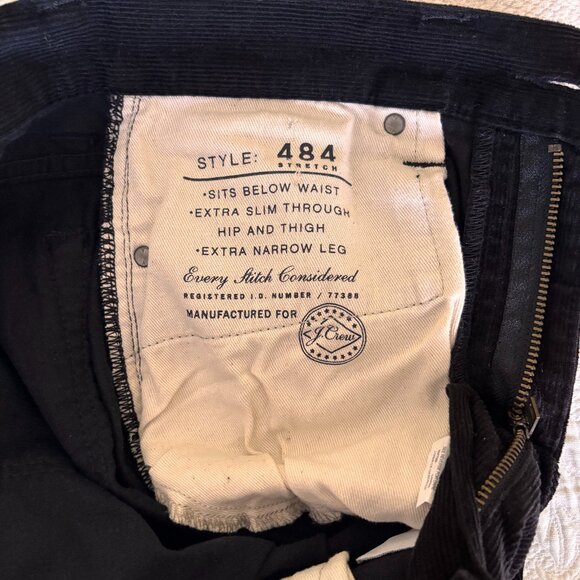 STYLE: 484
STRETCH
•SITS BELOW WAIST
•EXTRA SLIM THROUGH
HIP AND THIGH
•EXTRA NARROW LEG
Every Stitch Considered
REGISTERED I.D. NUMBER / 77388
MANUFACTURED FOR
J.Crew